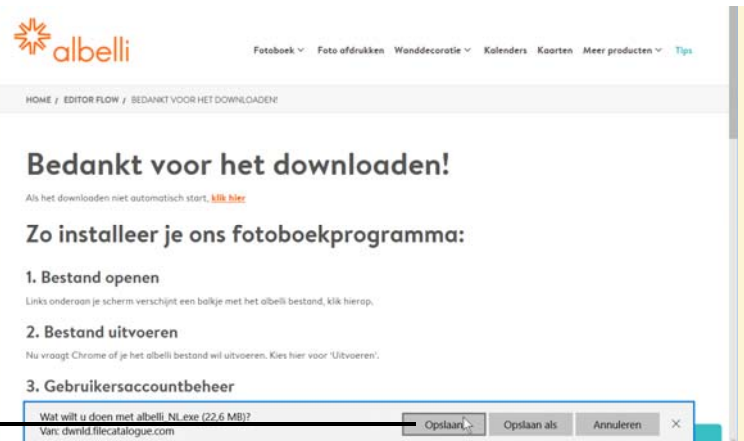 albelli
Fotoboek Foto afdrukken Wanddecoratie Kalenders Kaarten Meer producten Tips
HOME / EDITOR FLOW / BEDANKT VOOR HET DOWNLOADEN!
Bedankt voor het downloaden!
Als het downloaden niet automatisch start, klik hier
Zo installeer je ons fotoboekprogramma:
1. Bestand openen
Links onderaan je scherm verschijnt een balkje met het albelli bestand, klik hierop.
2. Bestand uitvoeren
Nu vraagt Chrome of je het albelli bestand wil uitvoeren. Kies hier voor 'Uitvoeren'.
3. Gebruikersaccountbeheer
Wat wilt u doen met albelli_NL.exe (22,6 MB)?
Van: dwnld.filecatalogue.com
Opslaan Opslaan als Annuleren